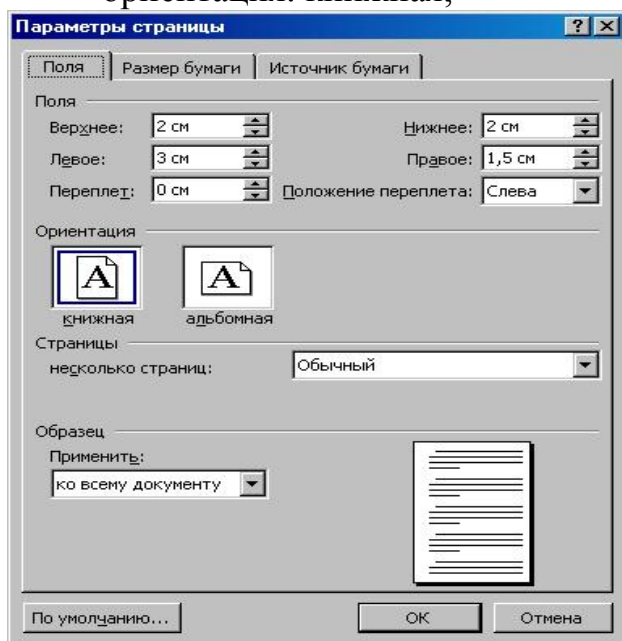 ориентация: книжная;
Параметры страницы
Поля Размер бумаги Источник бумаги
Поля
Верхнее: 2 см Нижнее: 2 см
Левое: 3 см Правое: 1,5 см
Переплет: 0 см Положение переплета: Слева
Ориентация
A A
книжная альбомная
Страницы
несколько страниц: Обычный
Образец
Применить:
ко всему документу
По умолчанию... ОК Отмена